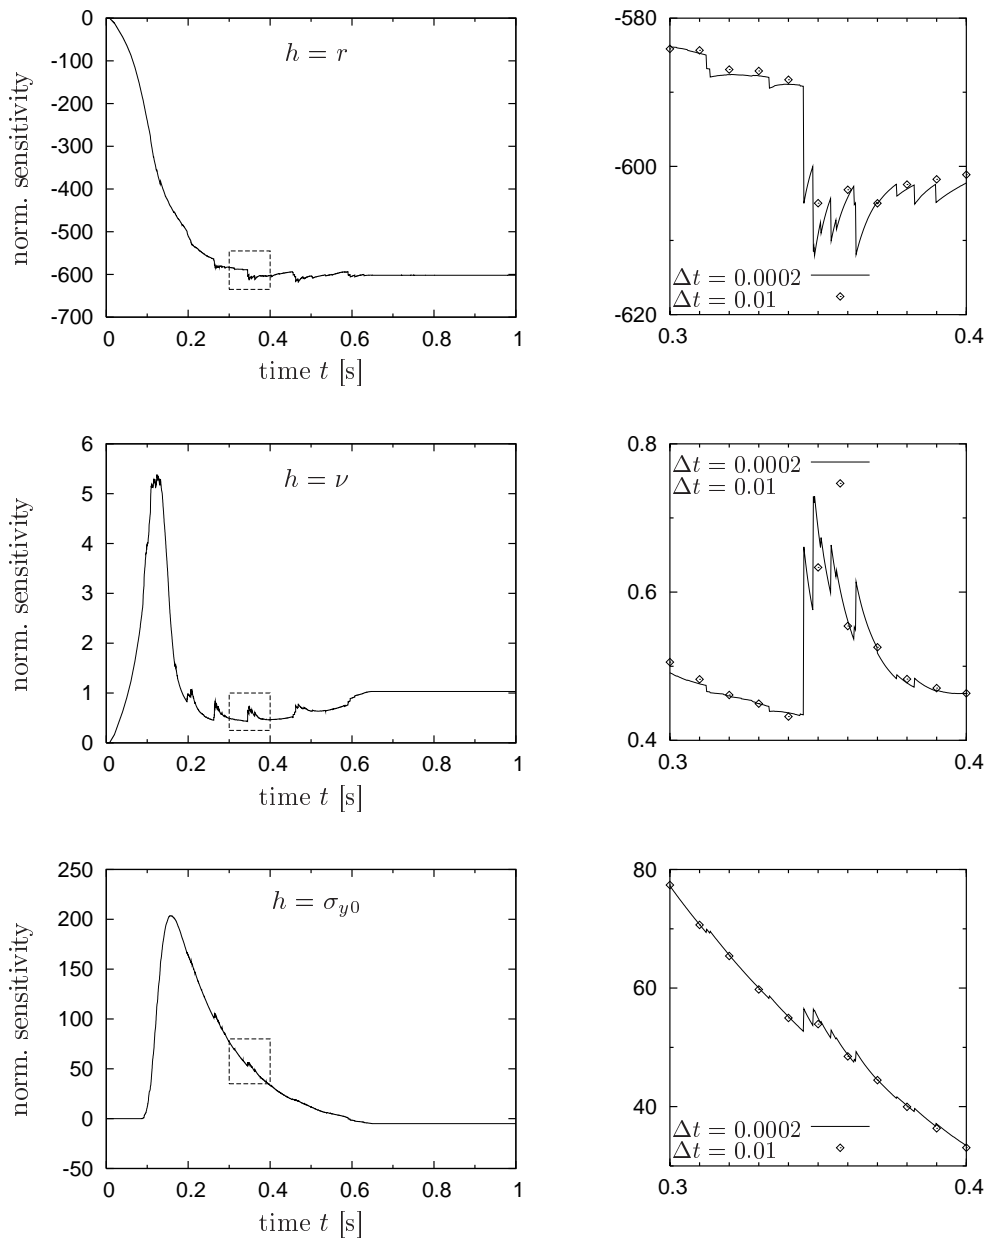 0
-100
-200
-300
-400
-500
-600
-700
norm. sensitivity
h = r
0 0.2 0.4 0.6 0.8 1
time t [s]
-580
-600
-620
Δt = 0.0002
Δt = 0.01
0.3 0.4
6
5
4
3
2
1
0
norm. sensitivity
h = ν
0 0.2 0.4 0.6 0.8 1
time t [s]
0.8
0.6
0.4
Δt = 0.0002
Δt = 0.01
0.3 0.4
250
200
150
100
50
0
-50
norm. sensitivity
h = σy0
0 0.2 0.4 0.6 0.8 1
time t [s]
80
60
40
Δt = 0.0002
Δt = 0.01
0.3 0.4